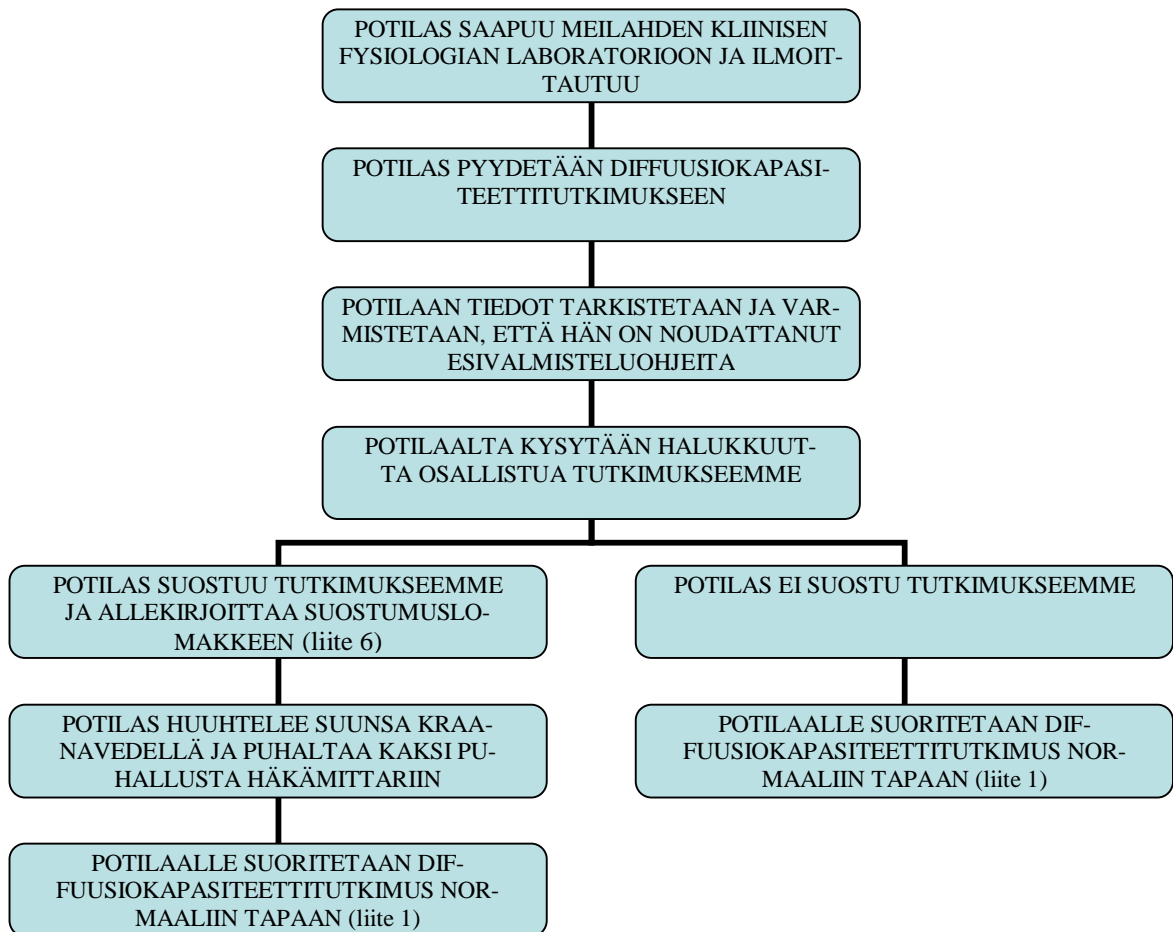 POTILAS SAAPUU MEILAHDEN KLIINISEN
FYSIOLOGIAN LABORATORIOON JA ILMOIT-
TAUTUU
POTILAS PYYDETÄÄN DIFFUUSIOKAPASI-
TEETTITUTKIMUKSEEN
POTILAAN TIEDOT TARKISTETAAN JA VAR-
MISTETAAN, ETTÄ HÄN ON NOUDATTANUT
ESIVALMISTELUOHJEITA
POTILAALTA KYSYTÄÄN HALUKKUUT-
TA OSALLISTUA TUTKIMUKSEEMME
POTILAS SUOSTUU TUTKIMUKSEEMME
JA ALLEKIRJOITTAA SUOSTUMUSLO-
MAKKEEN (liite 6)
POTILAS EI SUOSTU TUTKIMUKSEEMME
POTILAS HUUHTELEE SUUNSA KRAA-
NAVEDELLÄ JA PUHALTAA KAKSI PU-
HALLUSTA HÄKÄMITTARIIN
POTILAALLE SUORITETAAN DIF-
FUUSIOKAPASITEETTITUTKIMUS NOR-
MAALIIN TAPAAN (liite 1)
POTILAALLE SUORITETAAN DIF-
FUUSIOKAPASITEETTITUTKIMUS NOR-
MAALIIN TAPAAN (liite 1)